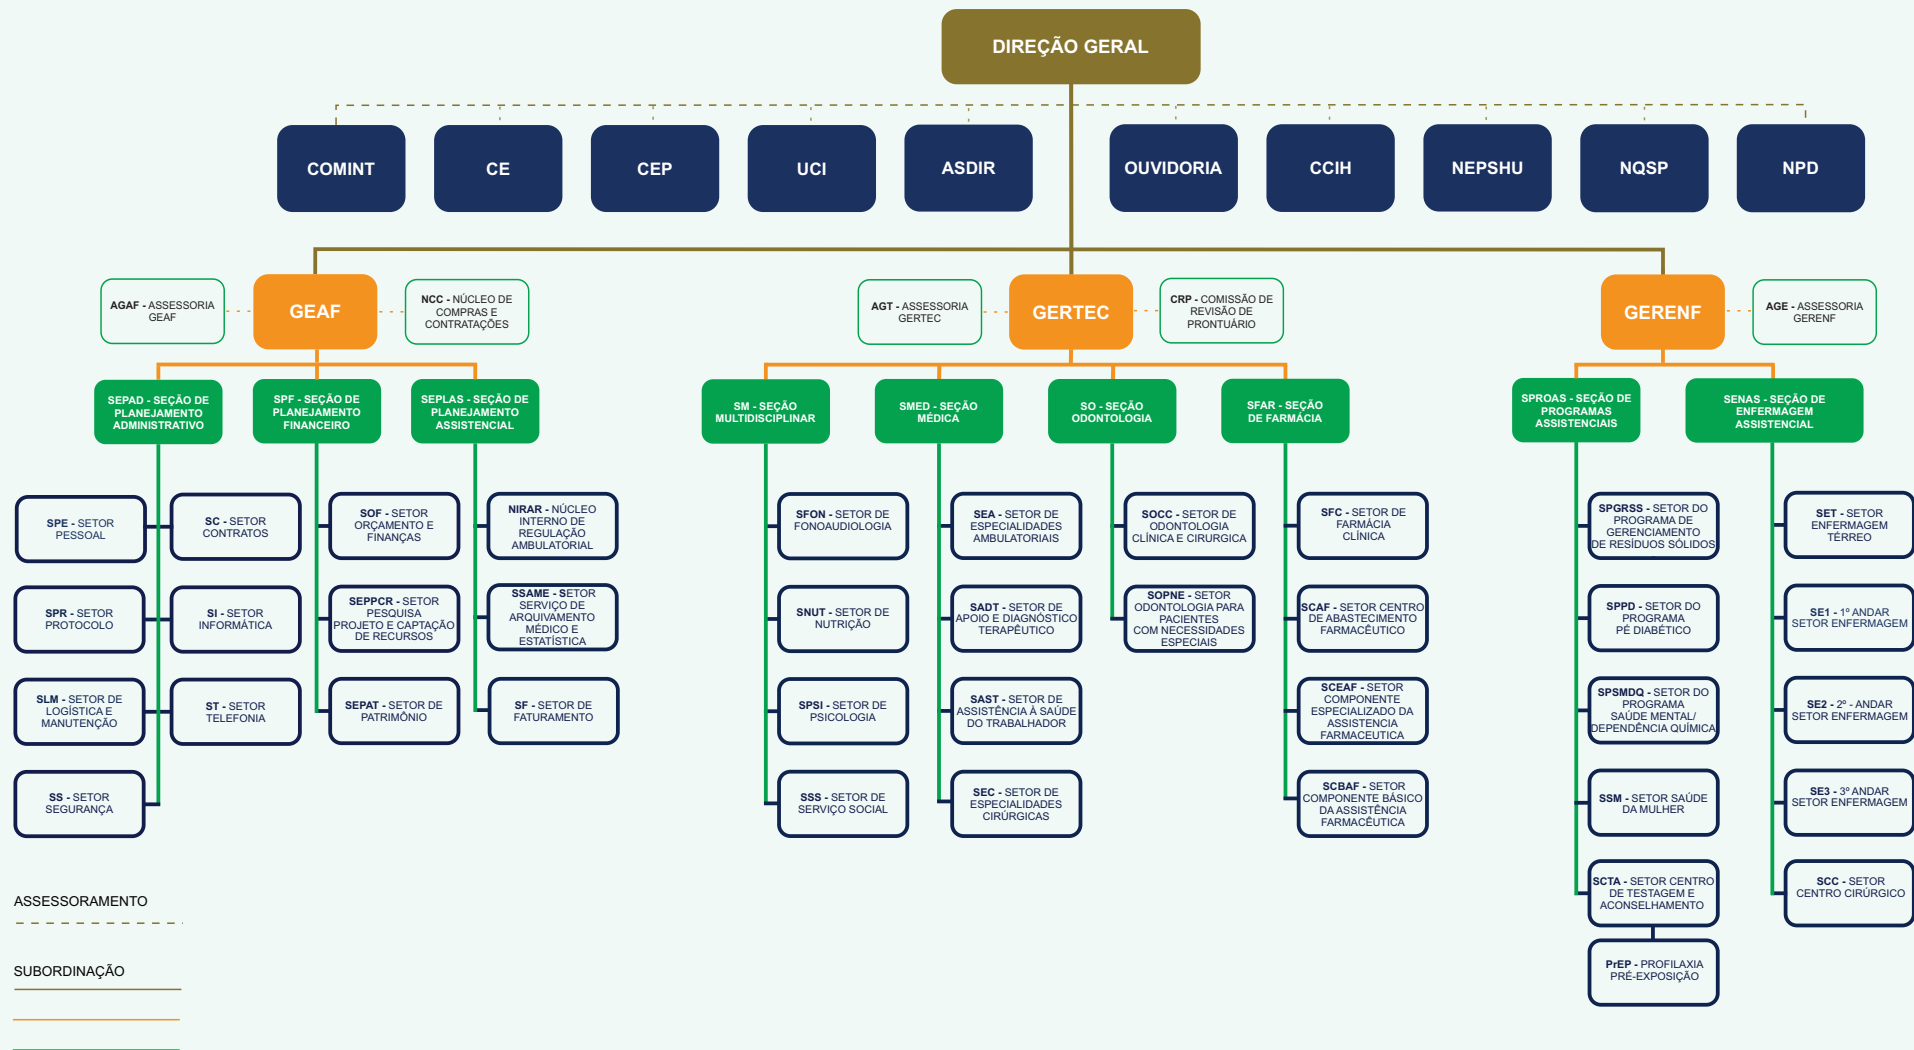 DIREÇÃO GERAL
COMINT
CE
CEP
UCI
ASDIR
OUVIDORIA
CCIH
NEPSHU
NQSP
NPD
AGAF - ASSESSORIA
GEAF
GEAF
NCC - NÚCLEO DE
COMPRAS E
CONTRATAÇÕES
AGT - ASSESSORIA
GERTEC
GERTEC
CRP - COMISSÃO DE
REVISÃO DE
PRONTUÁRIO
GERENF
AGE - ASSESSORIA
GERENF
SEPAD - SEÇÃO DE
PLANEJAMENTO
ADMINISTRATIVO
SPF - SEÇÃO DE
PLANEJAMENTO
FINANCEIRO
SEPLAS - SEÇÃO DE
PLANEJAMENTO
ASSISTENCIAL
SM - SEÇÃO
MULTIDISCIPLINAR
SMED - SEÇÃO
MÉDICA
SO - SEÇÃO
ODONTOLOGIA
SFAR - SEÇÃO
DE FARMÁCIA
SPROAS - SEÇÃO DE
PROGRAMAS
ASSISTENCIAIS
SENAS - SEÇÃO DE
ENFERMAGEM
ASSISTENCIAL
SPE - SETOR
PESSOAL
SC - SETOR
CONTRATOS
SOF - SETOR
ORÇAMENTO E
FINANÇAS
NIRAR - NÚCLEO
INTERNO DE
REGULAÇÃO
AMBULATORIAL
SFON - SETOR DE
FONOAUDIOLOGIA
SEA - SETOR DE
ESPECIALIDADES
AMBULATORIAIS
SOCC - SETOR DE
ODONTOLOGIA
CLÍNICA E CIRURGICA
SFC - SETOR DE
FARMÁCIA
CLÍNICA
SPGRSS - SETOR DO
PROGRAMA DE
GERENCIAMENTO
DE RESÍDUOS SÓLIDOS
SET - SETOR
ENFERMAGEM
TÉRREO
SPR - SETOR
PROTOCOLO
SI - SETOR
INFORMÁTICA
SEPPCR - SETOR
PESQUISA
PROJETO E CAPTAÇÃO
DE RECURSOS
SSAME - SETOR
SERVIÇO DE
ARQUIVAMENTO
MÉDICO E
ESTATÍSTICA
SNUT - SETOR DE
NUTRIÇÃO
SADT - SETOR DE
APOIO E DIAGNÓSTICO
TERAPÊUTICO
SOPNE - SETOR
ODONTOLOGIA PARA
PACIENTES
COM NECESSIDADES
ESPECIAIS
SCAF - SETOR CENTRO
DE ABASTECIMENTO
FARMACÊUTICO
SPPD - SETOR DO
PROGRAMA
PÉ DIABÉTICO
SE1 - 1º ANDAR
SETOR ENFERMAGEM
SLM - SETOR DE
LOGÍSTICA E
MANUTENÇÃO
ST - SETOR
TELEFONIA
SEPAT - SETOR DE
PATRIMÔNIO
SF - SETOR DE
FATURAMENTO
SPSI - SETOR DE
PSICOLOGIA
SAST - SETOR DE
ASSISTÊNCIA À SAÚDE
DO TRABALHADOR
SCEAF - SETOR
COMPONENTE
ESPECIALIZADO DA
ASSISTENCIA
FARMACEUTICA
SPSMDQ - SETOR DO
PROGRAMA
SAÚDE MENTAL/
DEPENDÊNCIA QUÍMICA
SE2 - 2º - ANDAR
SETOR ENFERMAGEM
SS - SETOR
SEGURANÇA
SSS - SETOR DE
SERVIÇO SOCIAL
SEC - SETOR DE
ESPECIALIDADES
CIRÚRGICAS
SCBAF - SETOR
COMPONENTE BÁSICO
DA ASSISTÊNCIA
FARMACÊUTICA
SSM - SETOR SAÚDE
DA MULHER
SE3 - 3º ANDAR
SETOR ENFERMAGEM
SCTA - SETOR CENTRO
DE TESTAGEM E
ACONSELHAMENTO
SCC - SETOR
CENTRO CIRÚRGICO
PrEP - PROFILAXIA
PRÉ-EXPOSIÇÃO
ASSESSORAMENTO
SUBORDINAÇÃO